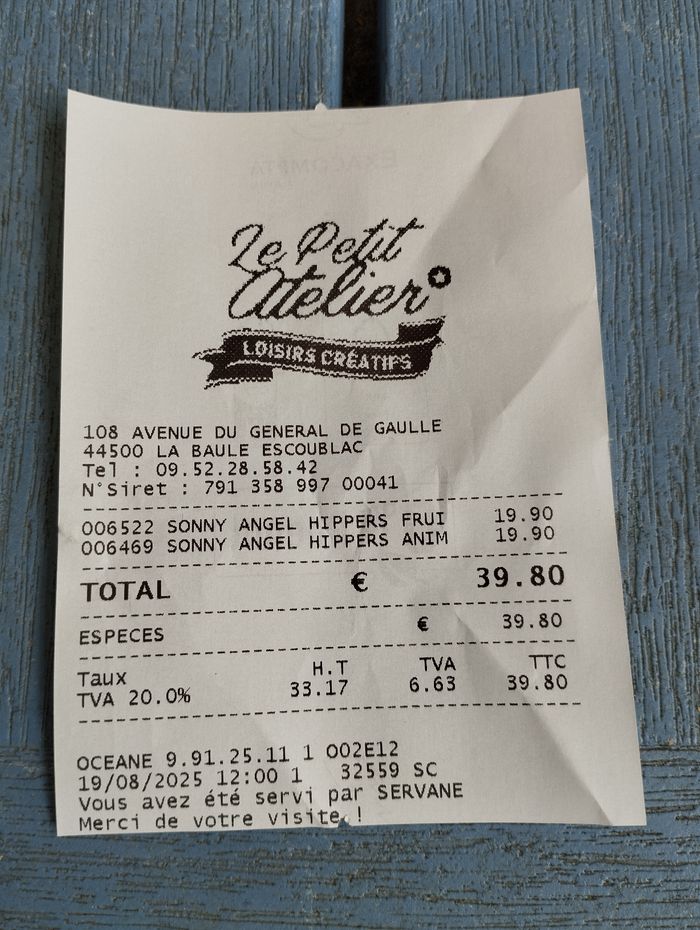 Le Petit
Atelier
LOISIRS CRÉATIFS
108 AVENUE DU GENERAL DE GAULLE
44500 LA BAULE ESCOUBLAC
Tel : 09.52.28.58.42
N°Siret : 791 358 997 00041
006522 SONNY ANGEL HIPPERS FRUI 19.90
006469 SONNY ANGEL HIPPERS ANIM 19.90
TOTAL € 39.80
ESPECES € 39.80
Taux H.T TVA TTC
TVA 20.0% 33.17 6.63 39.80
OCEANE 9.91.25.11 1 002E12
19/08/2025 12:00 1 32559 SC
Vous avez été servi par SERVANE
Merci de votre visite !